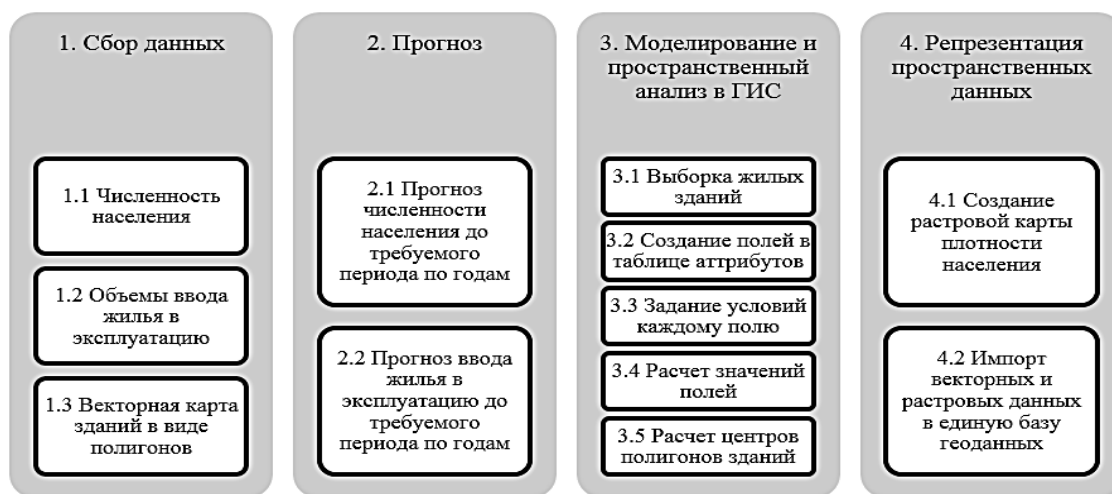 1. Сбор данных
1.1 Численность
населения
1.2 Объемы ввода
жилья в
эксплуатацию
1.3 Векторная карта
зданий в виде
полигонов
2. Прогноз
2.1 Прогноз
численности
населения до
требуемого
периода по годам
2.2 Прогноз ввода
жилья в
эксплуатацию до
требуемого
периода по годам
3. Моделирование и
пространственный
анализ в ГИС
3.1 Выборка жилых
зданий
3.2 Создание полей в
таблице аттрибутов
3.3 Задание условий
каждому полю
3.4 Расчет значений
полей
3.5 Расчет центров
полигонов зданий
4. Репрезентация
пространственных
данных
4.1 Создание
растровой карты
плотности
населения
4.2 Импорт
векторных и
растровых данных
в единую базу
геоданных